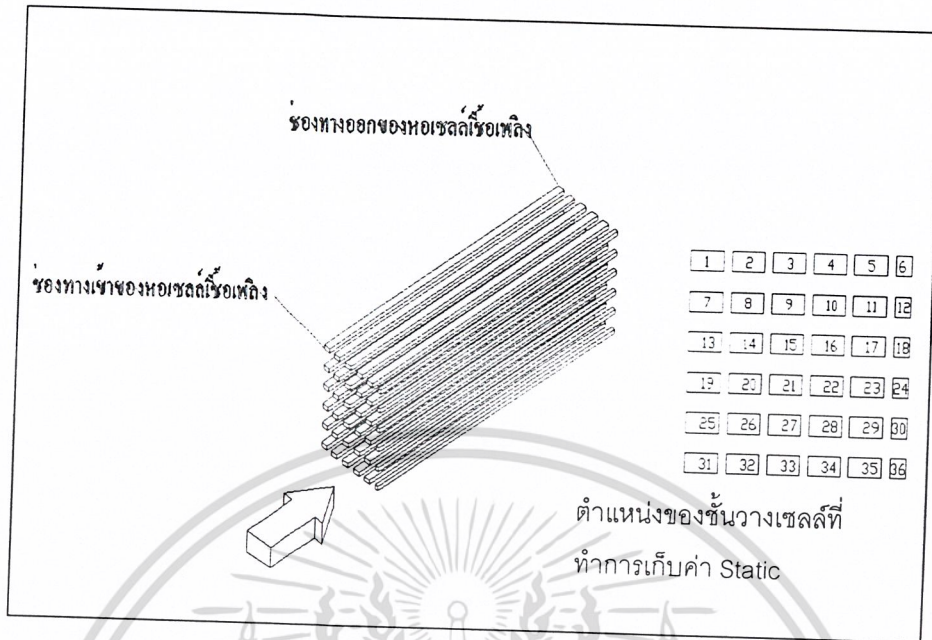 ช่องทางออกของหอเซลล์เชื้อเพลิง
ช่องทางเข้าของหอเซลล์เชื้อเพลิง
1 2 3 4 5 6
7 8 9 10 11 12
13 14 15 16 17 18
19 20 21 22 23 24
25 26 27 28 29 30
31 32 33 34 35 36
ตำแหน่งของชั้นวางเซลล์ที่
ทำการเก็บค่า Static